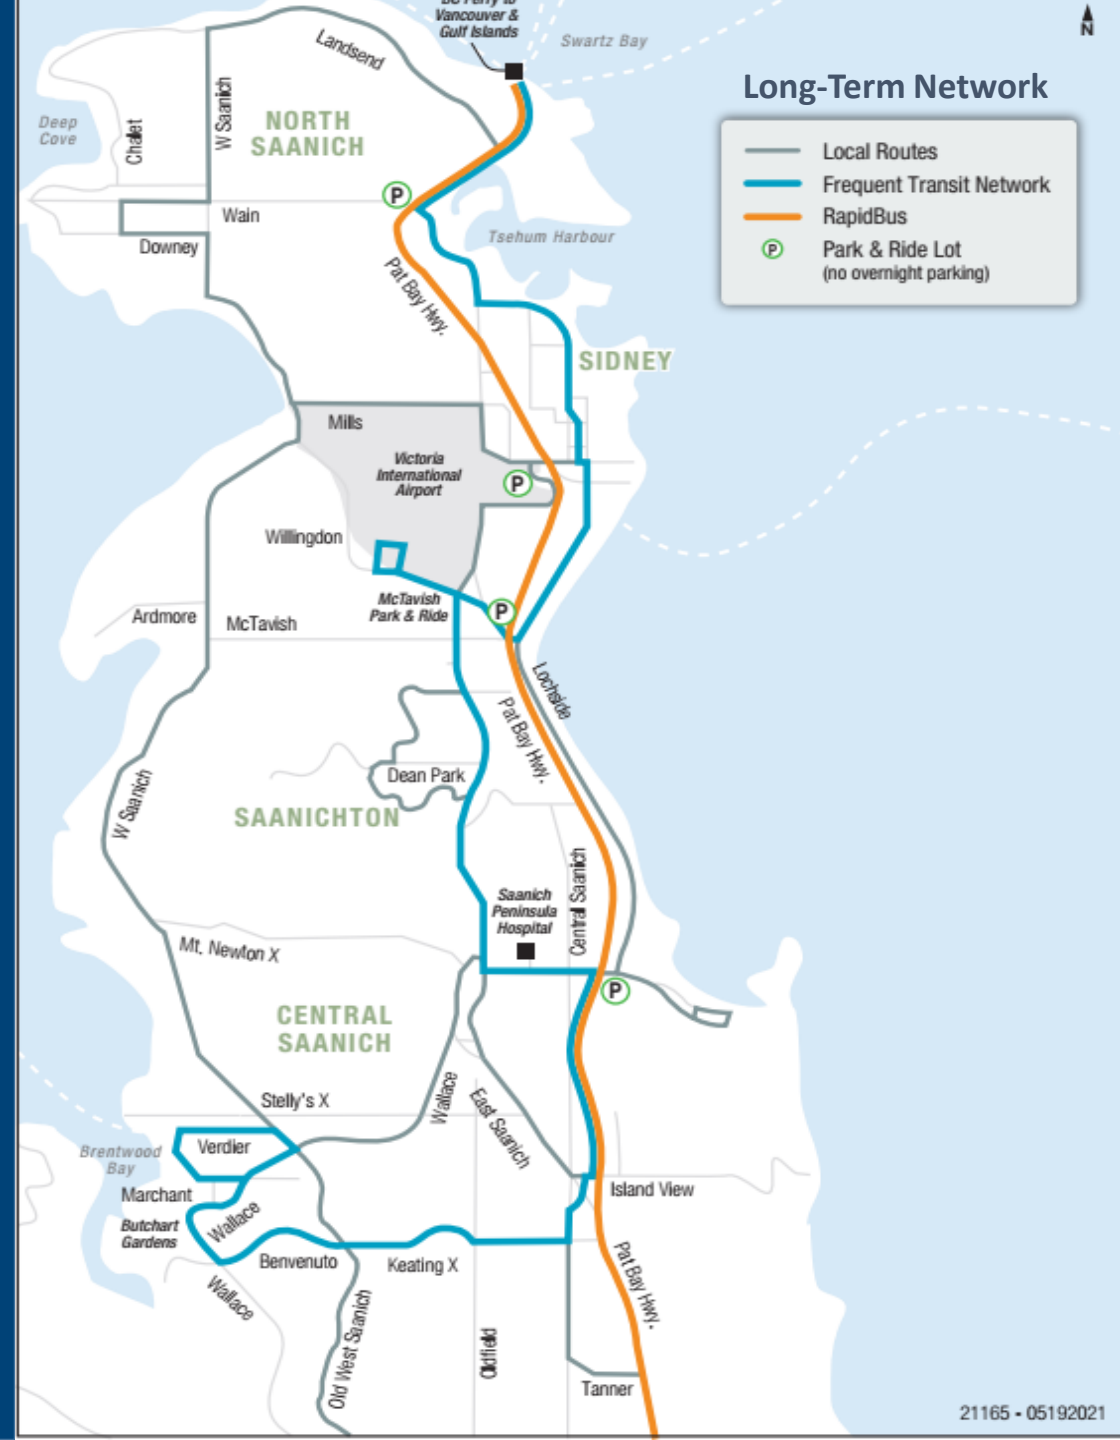 BC Ferry to
Vancouver &
Gulf Islands
Swartz Bay
N
Landsend
Long-Term Network
Local Routes
Frequent Transit Network
RapidBus
P
Park & Ride Lot
(no overnight parking)
Deep
Cove
Chalet
W Saanich
NORTH
SAANICH
P
Wain
Downey
Tsehum Harbour
Pat Bay Hwy.
SIDNEY
Mills
Victoria
International
Airport
P
Willingdon
McTavish
Park & Ride
P
Ardmore
McTavish
Lochside
Pat Bay Hwy.
Dean Park
W Saanich
SAANICHTON
Saanich
Peninsula
Hospital
Central Saanich
Mt. Newton X
P
CENTRAL
SAANICH
Stelly's X
Wallace
East Saanich
Brentwood
Bay
Verdier
Marchant
Island View
Butchart
Gardens
Wallace
Benvenuto
Keating X
Wallace
Pat Bay Hwy.
Old West Saanich
Oldfield
Tanner
21165 - 05192021